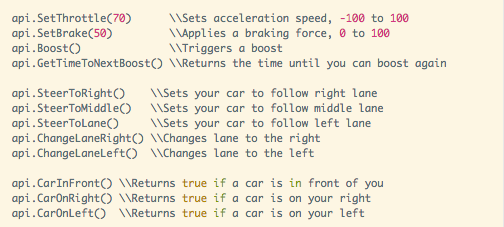 api.SetThrottle(70)     \\Sets acceleration speed, -100 to 100
api.SetBrake(50)        \\Applies a braking force, 0 to 100
api.Boost()             \\Triggers a boost
api.GetTimeToNextBoost() \\Returns the time until you can boost again

api.SteerToRight()    \\Sets your car to follow right lane
api.SteerToMiddle()   \\Sets your car to follow middle lane
api.SteerToLane()     \\Sets your car to follow left lane
api.ChangeLaneRight() \\Changes lane to the right
api.ChangeLaneLeft()  \\Changes lane to the left

api.CarInFront() \\Returns true if a car is in front of you
api.CarOnRight() \\Returns true if a car is on your right
api.CarOnLeft()  \\Returns true if a car is on your left